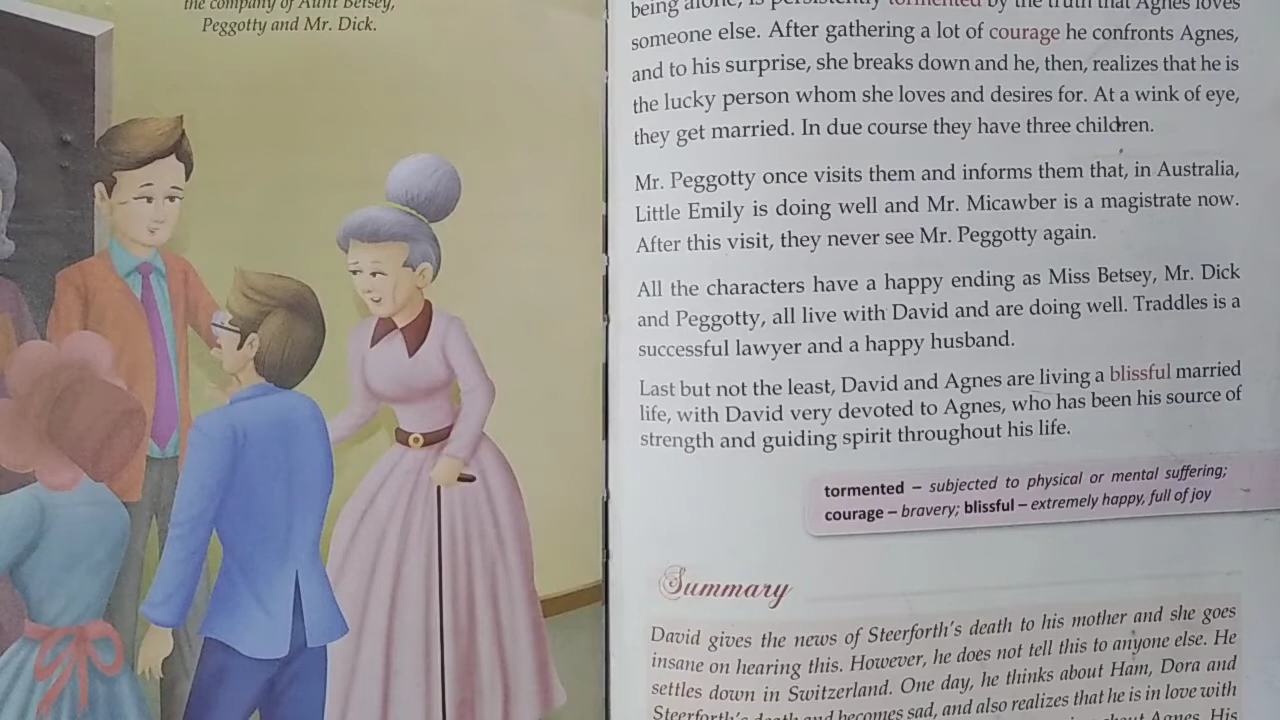 the company of Aunt Betsey,
Peggotty and Mr. Dick.
being alone, is persistently tormented by the truth that Agnes loves
someone else. After gathering a lot of courage he confronts Agnes,
and to his surprise, she breaks down and he, then, realizes that he is
the lucky person whom she loves and desires for. At a wink of eye,
they get married. In due course they have three children.
Mr. Peggotty once visits them and informs them that, in Australia,
Little Emily is doing well and Mr. Micawber is a magistrate now.
After this visit, they never see Mr. Peggotty again.
All the characters have a happy ending as Miss Betsey, Mr. Dick
and Peggotty, all live with David and are doing well. Traddles is a
successful lawyer and a happy husband.
Last but not the least, David and Agnes are living a blissful married
life, with David very devoted to Agnes, who has been his source of
strength and guiding spirit throughout his life.
tormented – subjected to physical or mental suffering;
courage – bravery; blissful – extremely happy, full of joy
Summary
David gives the news of Steerforth's death to his mother and she goes
insane on hearing this. However, he does not tell this to anyone else. He
settles down in Switzerland. One day, he thinks about Ham, Dora and
Steerforth's death and becomes sad, and also realizes that he is in love with
Agnes. His